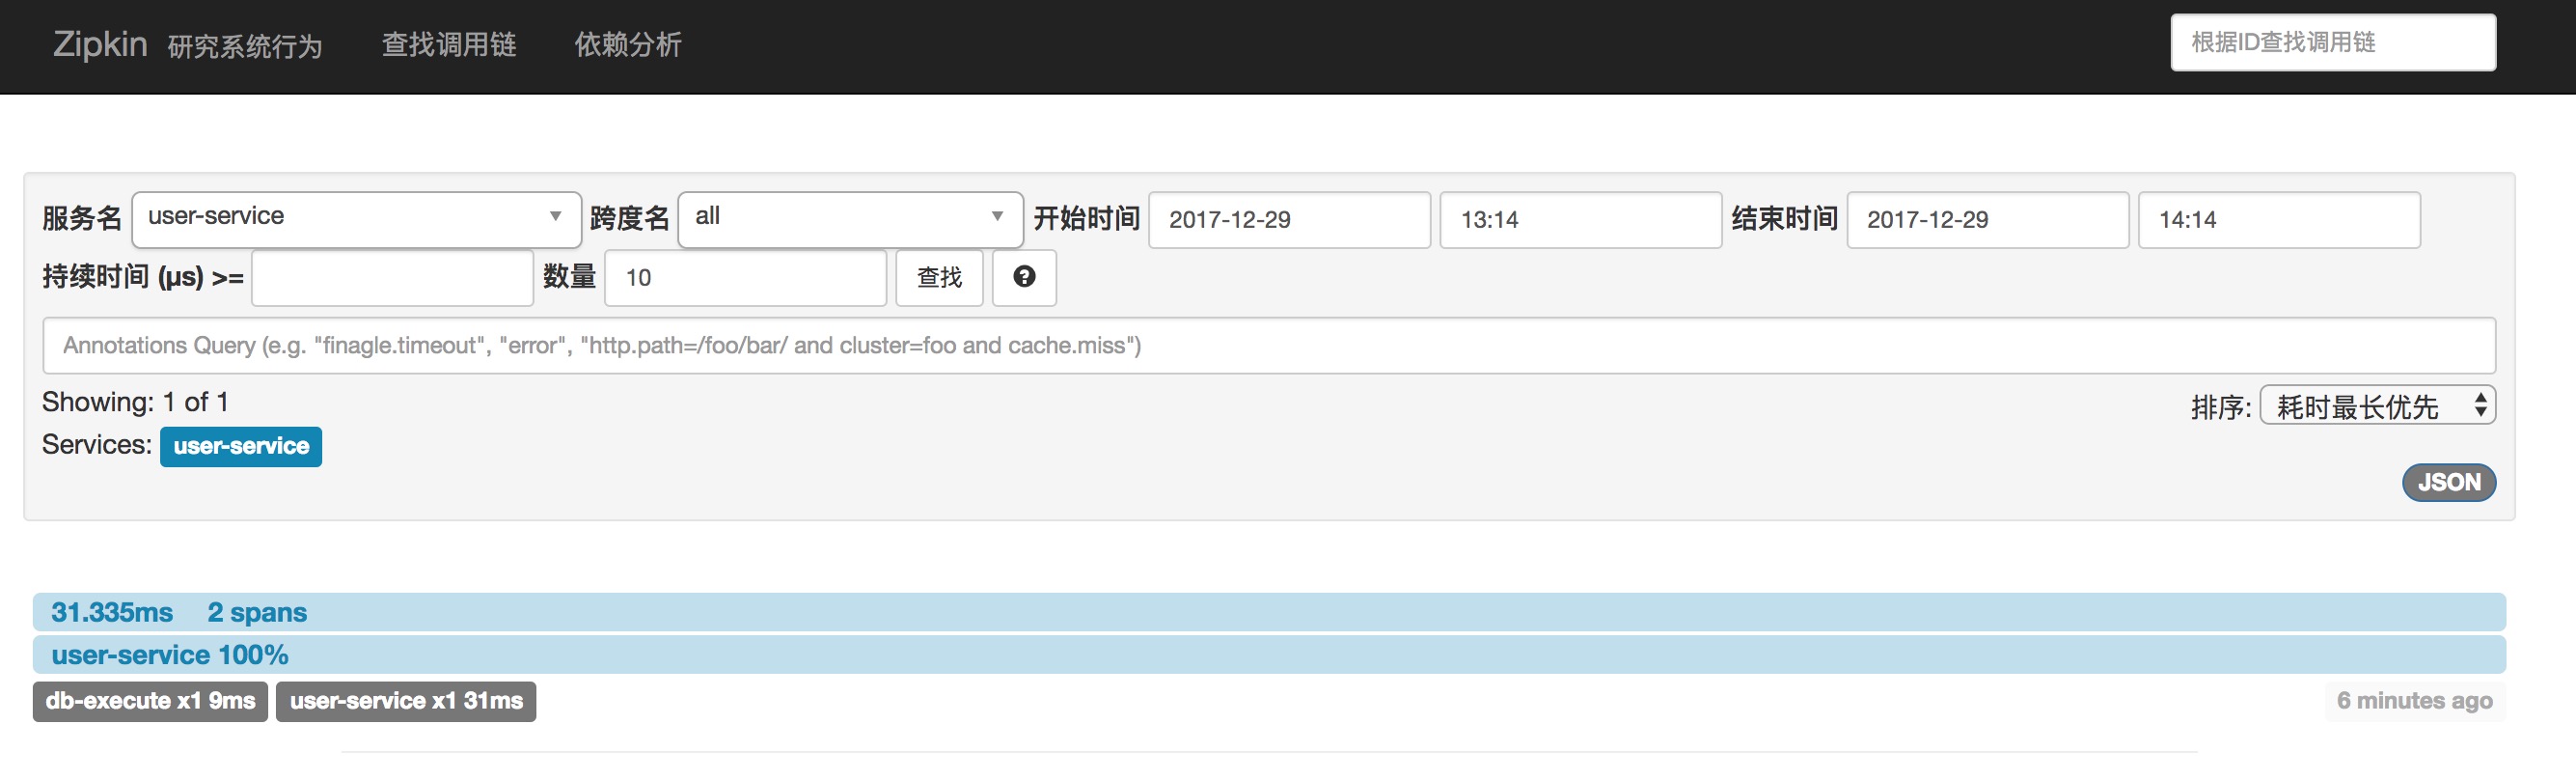 Zipkin 研究系统行为 查找调用链 依赖分析 根据ID查找调用链
服务名 user-service 跨度名 all 开始时间 2017-12-29 13:14 结束时间 2017-12-29 14:14
持续时间 (μs) >= 数量 10 查找
Annotations Query (e.g. "finagle.timeout", "error", "http.path=/foo/bar/ and cluster=foo and cache.miss")
Showing: 1 of 1 排序: 耗时最长优先
Services: user-service
JSON
31.335ms 2 spans
user-service 100%
db-execute x1 9ms user-service x1 31ms 6 minutes ago